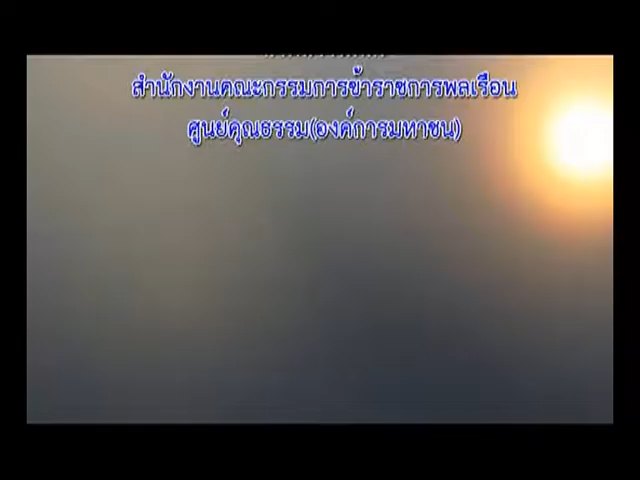 สำนักงานคณะกรรมการข้าราชการพลเรือน
ศูนย์คุณธรรม(องค์การมหาชน)